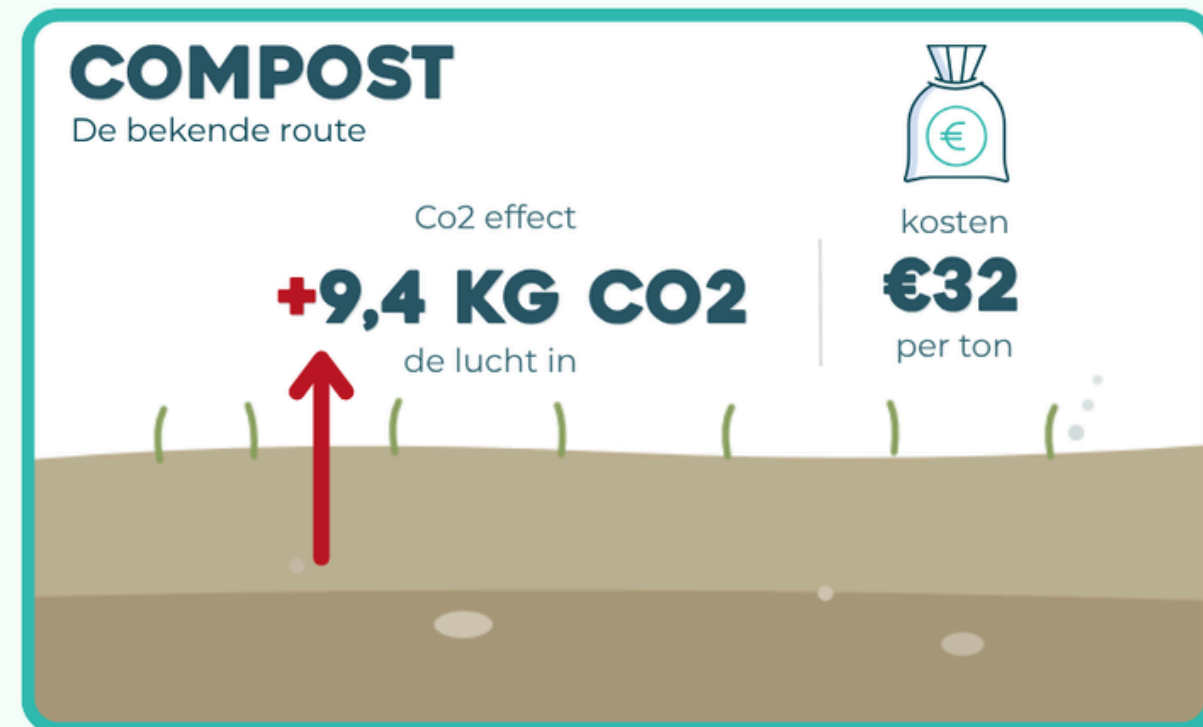 COMPOST
De bekende route
€
Co2 effect
+9,4 KG CO2
de lucht in
kosten
€32
per ton